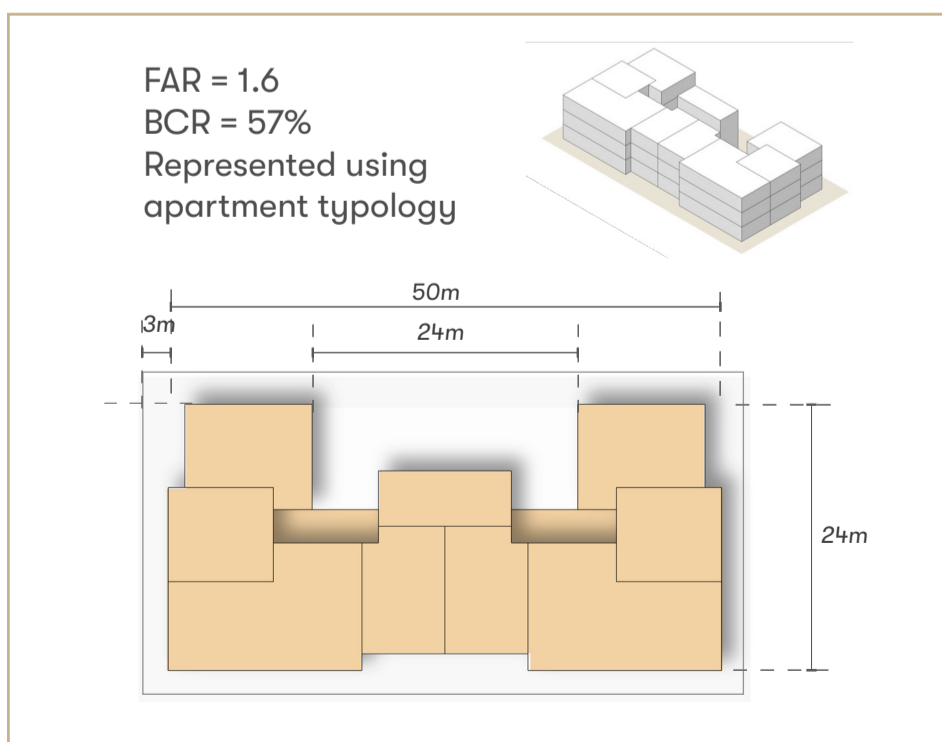 FAR = 1.6
BCR = 57%
Represented using
apartment typology
50m
3m
24m
24m